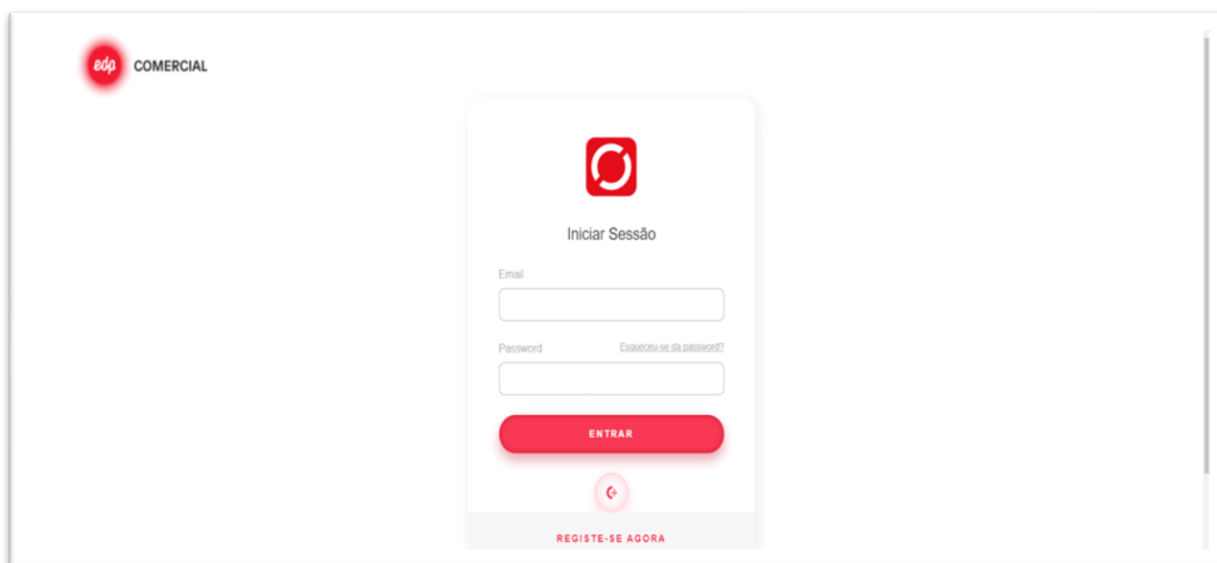 edp COMERCIAL
Iniciar Sessão
Email
Password Esqueceu-se da password?
ENTRAR
REGISTE-SE AGORA